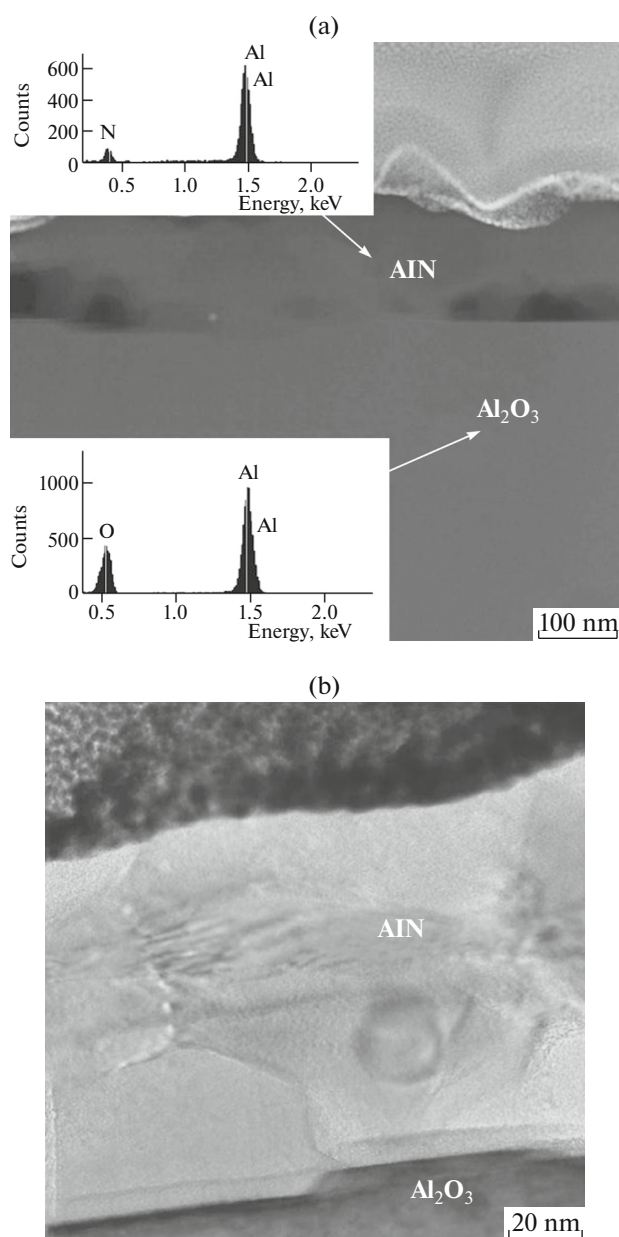 (a)
Al
600
Al
400
Counts
N
200
0
0.5 1.0 1.5 2.0
Energy, keV
AlN
Al₂O₃
Al
1000
Al
Counts
O
500
0
0.5 1.0 1.5 2.0
Energy, keV
100 nm
(b)
AlN
Al₂O₃
20 nm